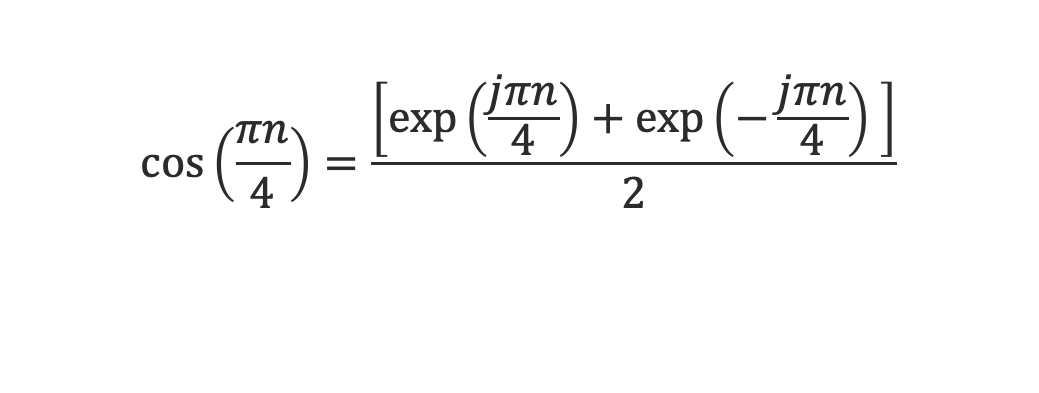 cos(πn/4) = [exp(jπn/4) + exp(−jπn/4)]/2